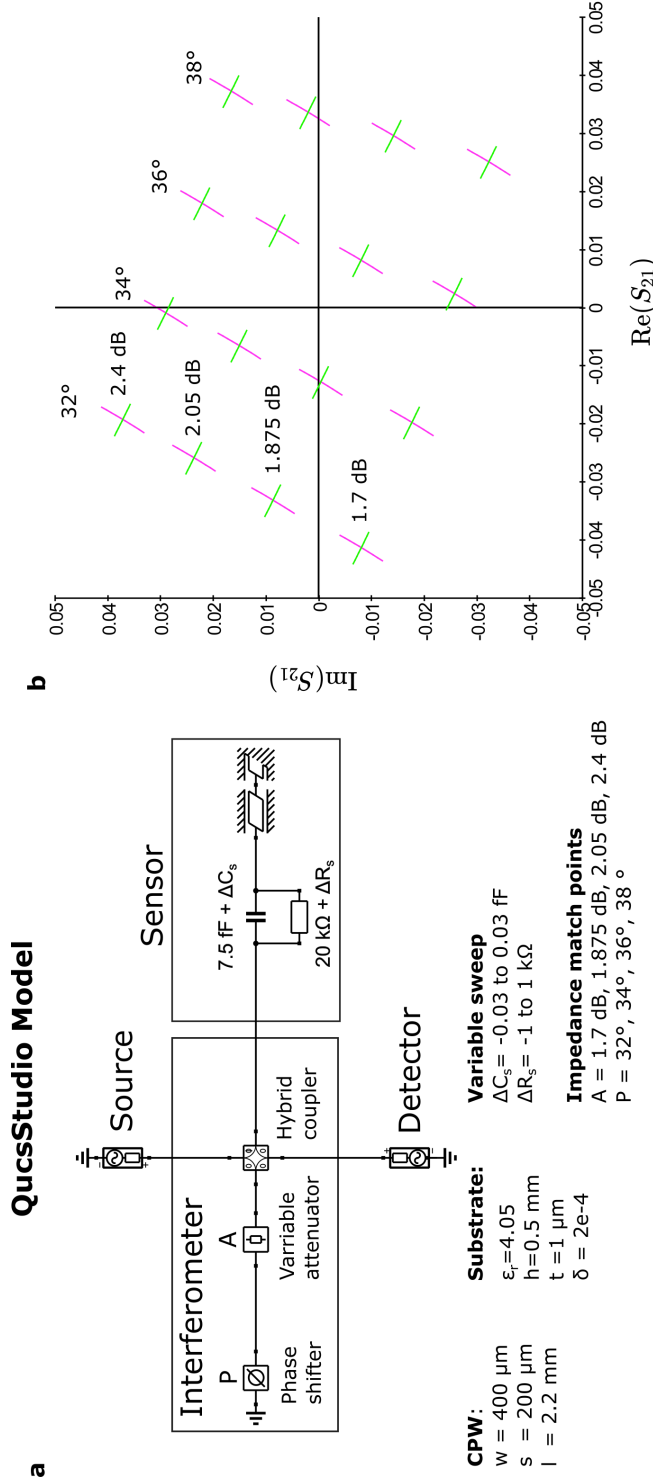 a
QucsStudio Model
Source
Sensor
Interferometer
7.5 fF + ΔCₛ
P
A
20 kΩ + ΔRₛ
Phase
shifter
Varriable
attenuator
Hybrid
coupler
Detector
CPW:
w = 400 µm
s = 200 µm
l = 2.2 mm
Substrate:
εᵣ=4.05
h=0.5 mm
t =1 µm
δ = 2e-4
Variable sweep
ΔCₛ= -0.03 to 0.03 fF
ΔRₛ= -1 to 1 kΩ
Impedance match points
A = 1.7 dB, 1.875 dB, 2.05 dB, 2.4 dB
P = 32°, 34°, 36°, 38 °
b
Im(S₂₁)
0.05
0.04
0.03
0.02
0.01
0
-0.01
-0.02
-0.03
-0.04
-0.05
32°
34°
36°
38°
2.4 dB
2.05 dB
1.875 dB
1.7 dB
-0.05
-0.04
-0.03
-0.02
-0.01
0
0.01
0.02
0.03
0.04
0.05
Re(S₂₁)